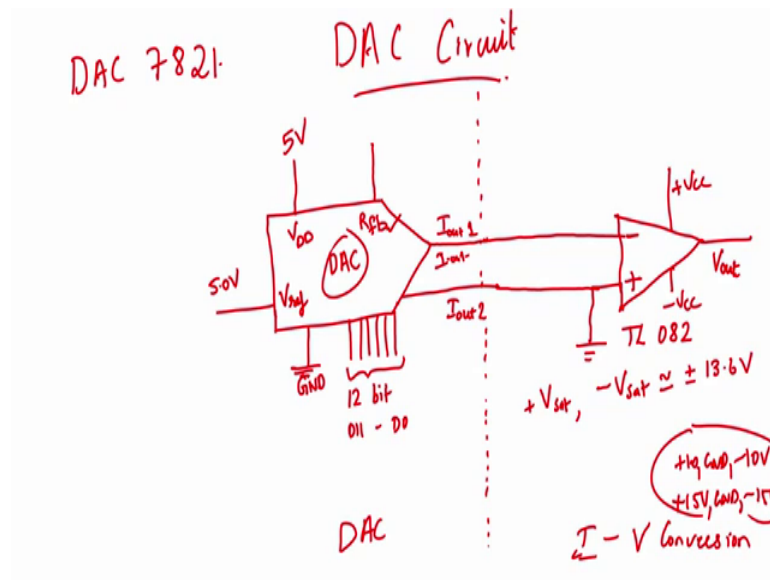 DAC Circuit
DAC 7821.
5V
VDD
Rfb
DAC
Iout1
Iout
5.0V
Vref
Iout2
GND
12 bit
D11 - D0
+Vcc
-
+
Vout
-Vcc
TL 082
+Vsat, -Vsat ≃ ± 13.6V
+10, GND, -10V
+15V, GND, -15
DAC
I - V Conversion